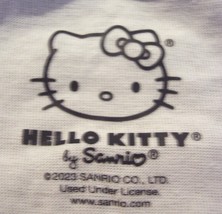 ®
HELLO KITTY®
by Sanrio®
©2023 SANRIO CO., LTD.
Used Under License.
www.sanrio.com